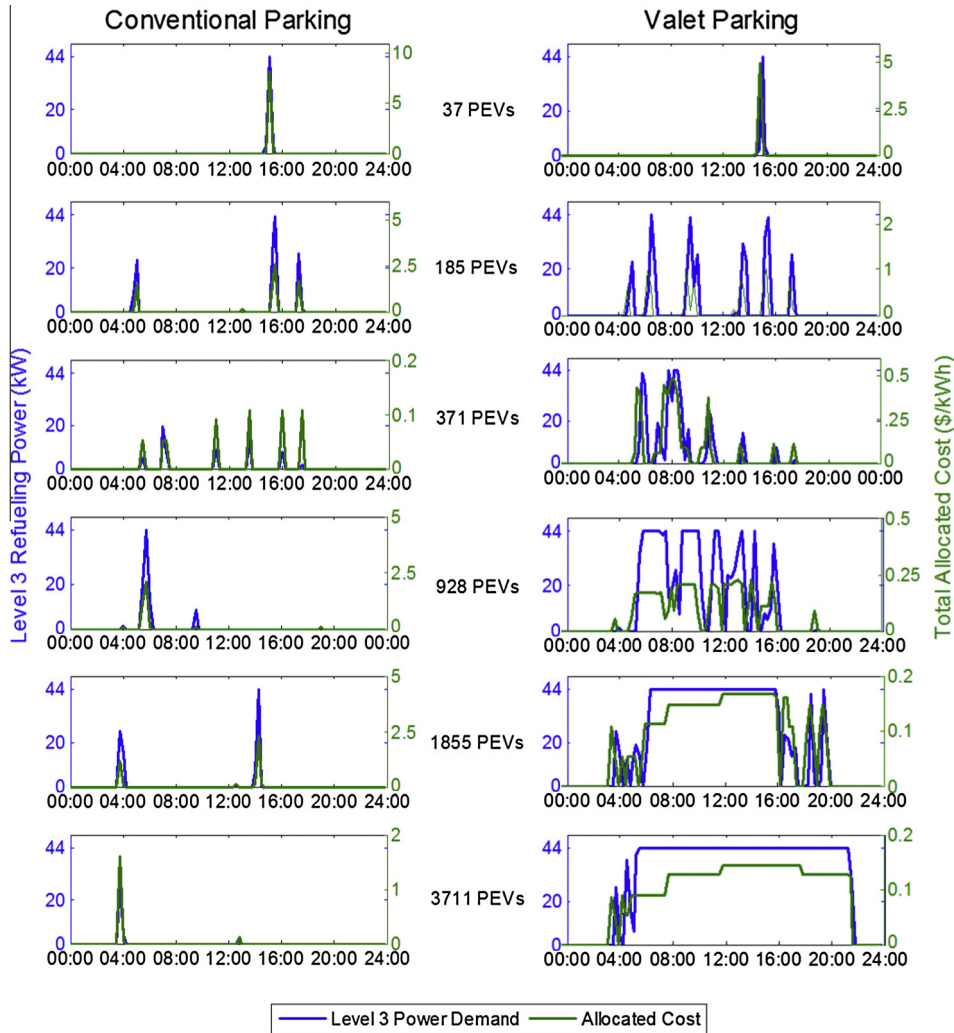 Conventional Parking Valet Parking
44 20 0 10 5 0 44 20 0 5 2.5 0
37 PEVs
00:00 04:00 08:00 12:00 16:00 20:00 24:00 00:00 04:00 08:00 12:00 16:00 20:00 24:00
44 20 0 5 2.5 0 44 20 0 2 1 0
185 PEVs
00:00 04:00 08:00 12:00 16:00 20:00 24:00 00:00 04:00 08:00 12:00 16:00 20:00 24:00
44 20 0 0.2 0.1 0 44 20 0 0.5 .25 0
371 PEVs
00:00 04:00 08:00 12:00 16:00 20:00 24:00 00:00 04:00 08:00 12:00 16:00 20:00 00:00
Level 3 Refueling Power (kW)
Total Allocated Cost ($/kWh)
44 20 0 5 2.5 0 44 20 0 0.5 0.25 0
928 PEVs
00:00 04:00 08:00 12:00 16:00 20:00 00:00 00:00 04:00 08:00 12:00 16:00 20:00 24:00
44 20 0 5 2.5 0 44 20 0 0.2 0.1 0
1855 PEVs
00:00 04:00 08:00 12:00 16:00 20:00 24:00 00:00 04:00 08:00 12:00 16:00 20:00 24:00
44 20 0 2 1 0 44 20 0 0.2 0.1 0
3711 PEVs
00:00 04:00 08:00 12:00 16:00 20:00 24:00 00:00 04:00 08:00 12:00 16:00 20:00 24:00
Level 3 Power Demand Allocated Cost